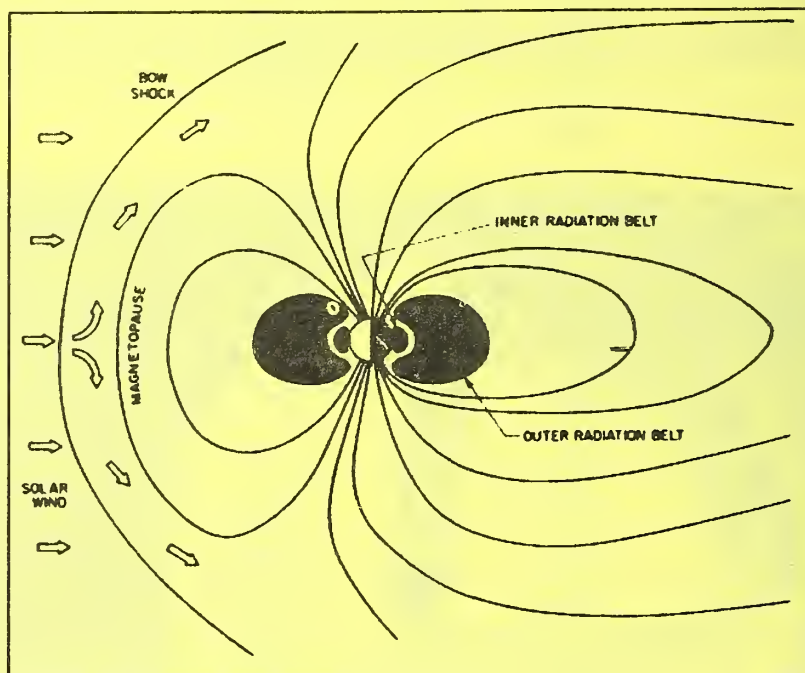 BOW
SHOCK
INNER RADIATION BELT
MAGNETOPAUSE
OUTER RADIATION BELT
SOLAR
WIND